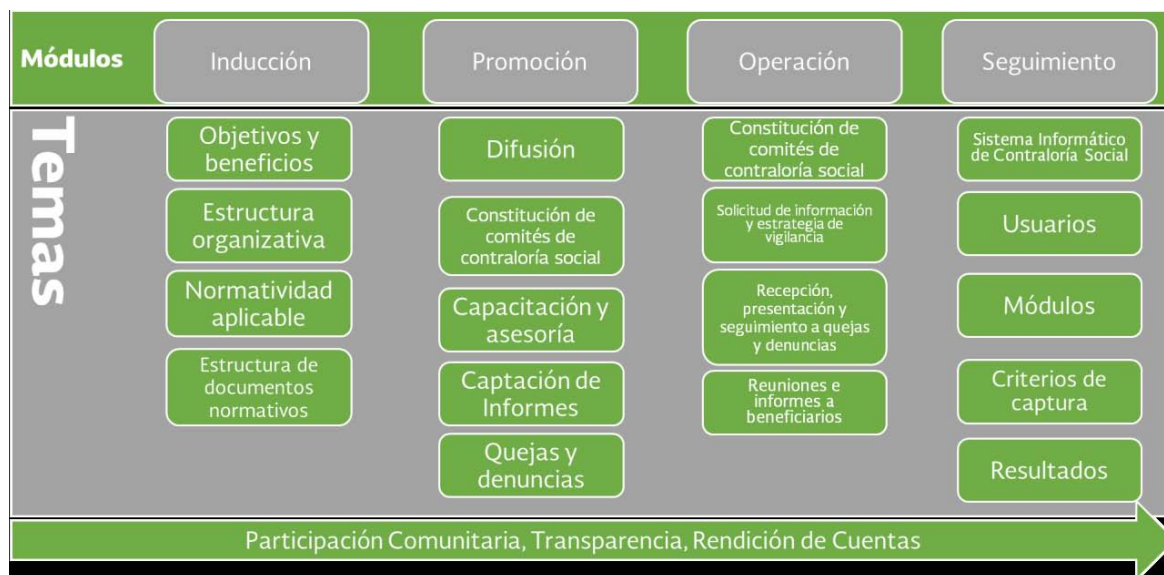 Módulos
Inducción
Promoción
Operación
Seguimiento
Temas
Objetivos y
beneficios
Estructura
organizativa
Normatividad
aplicable
Estructura de
documentos
normativos
Difusión
Constitución de
comités de
contraloría social
Capacitación y
asesoría
Captación de
Informes
Quejas y
denuncias
Constitución de
comités de
contraloría social
Solicitud de información
y estrategia de
vigilancia
Recepción,
presentación y
seguimiento a quejas
y denuncias
Reuniones e
informes a
beneficiarios
Sistema Informático
de Contraloría Social
Usuarios
Módulos
Criterios de
captura
Resultados
Participación Comunitaria, Transparencia, Rendición de Cuentas